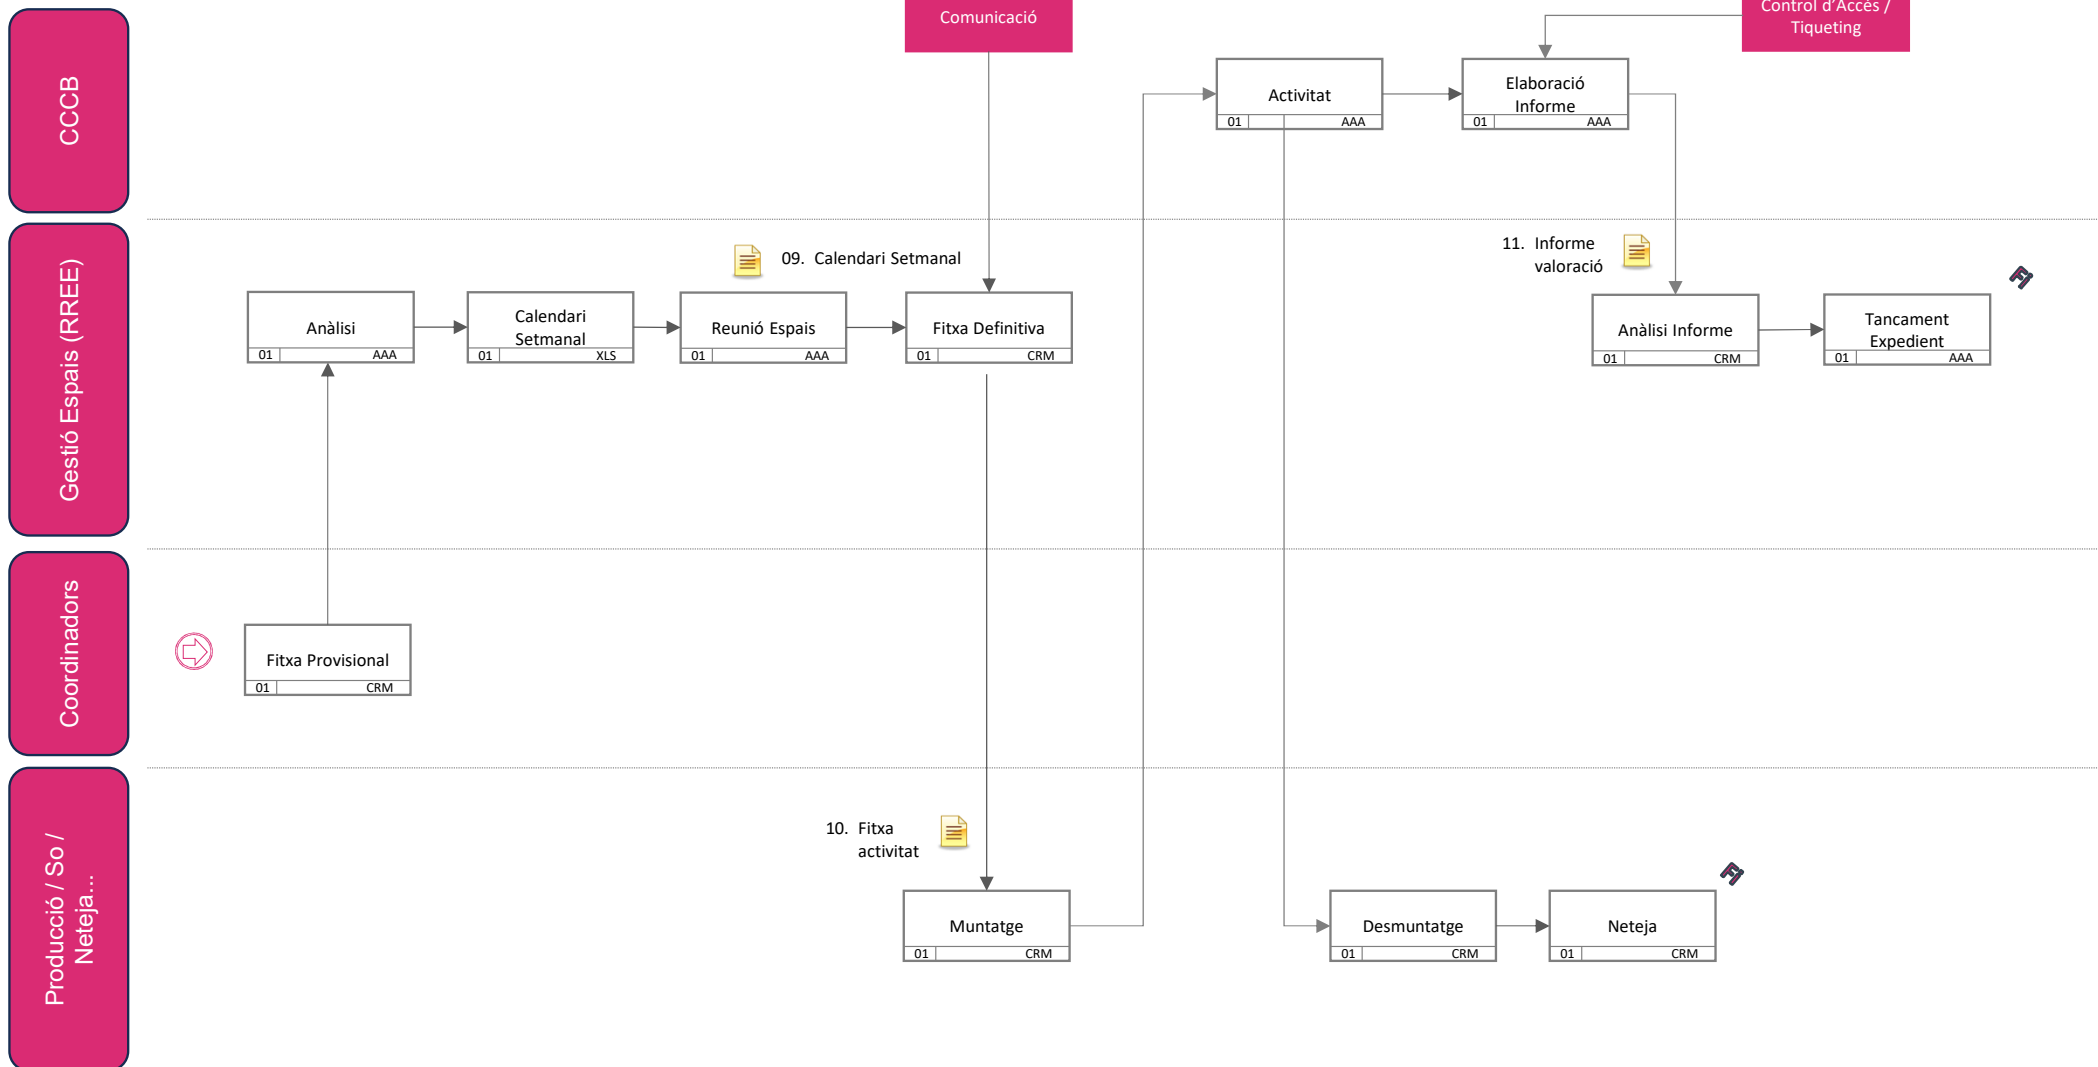 CCCB
Comunicació
Control d'Accés /
Tiqueting
Activitat
01 AAA
Elaboració
Informe
01 AAA
Gestió Espais (RREE)
09. Calendari Setmanal
11. Informe
valoració
Anàlisi
01 AAA
Calendari
Setmanal
01 XLS
Reunió Espais
01 AAA
Fitxa Definitiva
01 CRM
Anàlisi Informe
01 CRM
Tancament
Expedient
01 AAA
FI
Coordinadors
Fitxa Provisional
01 CRM
Producció / So /
Neteja...
10. Fitxa
activitat
Muntatge
01 CRM
Desmuntatge
01 CRM
Neteja
01 CRM
FI